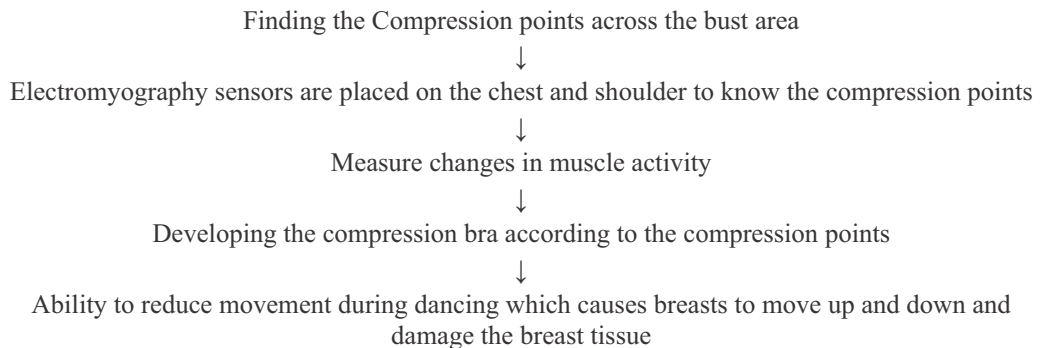 Finding the Compression points across the bust area
↓
Electromyography sensors are placed on the chest and shoulder to know the compression points
↓
Measure changes in muscle activity
↓
Developing the compression bra according to the compression points
↓
Ability to reduce movement during dancing which causes breasts to move up and down and
damage the breast tissue